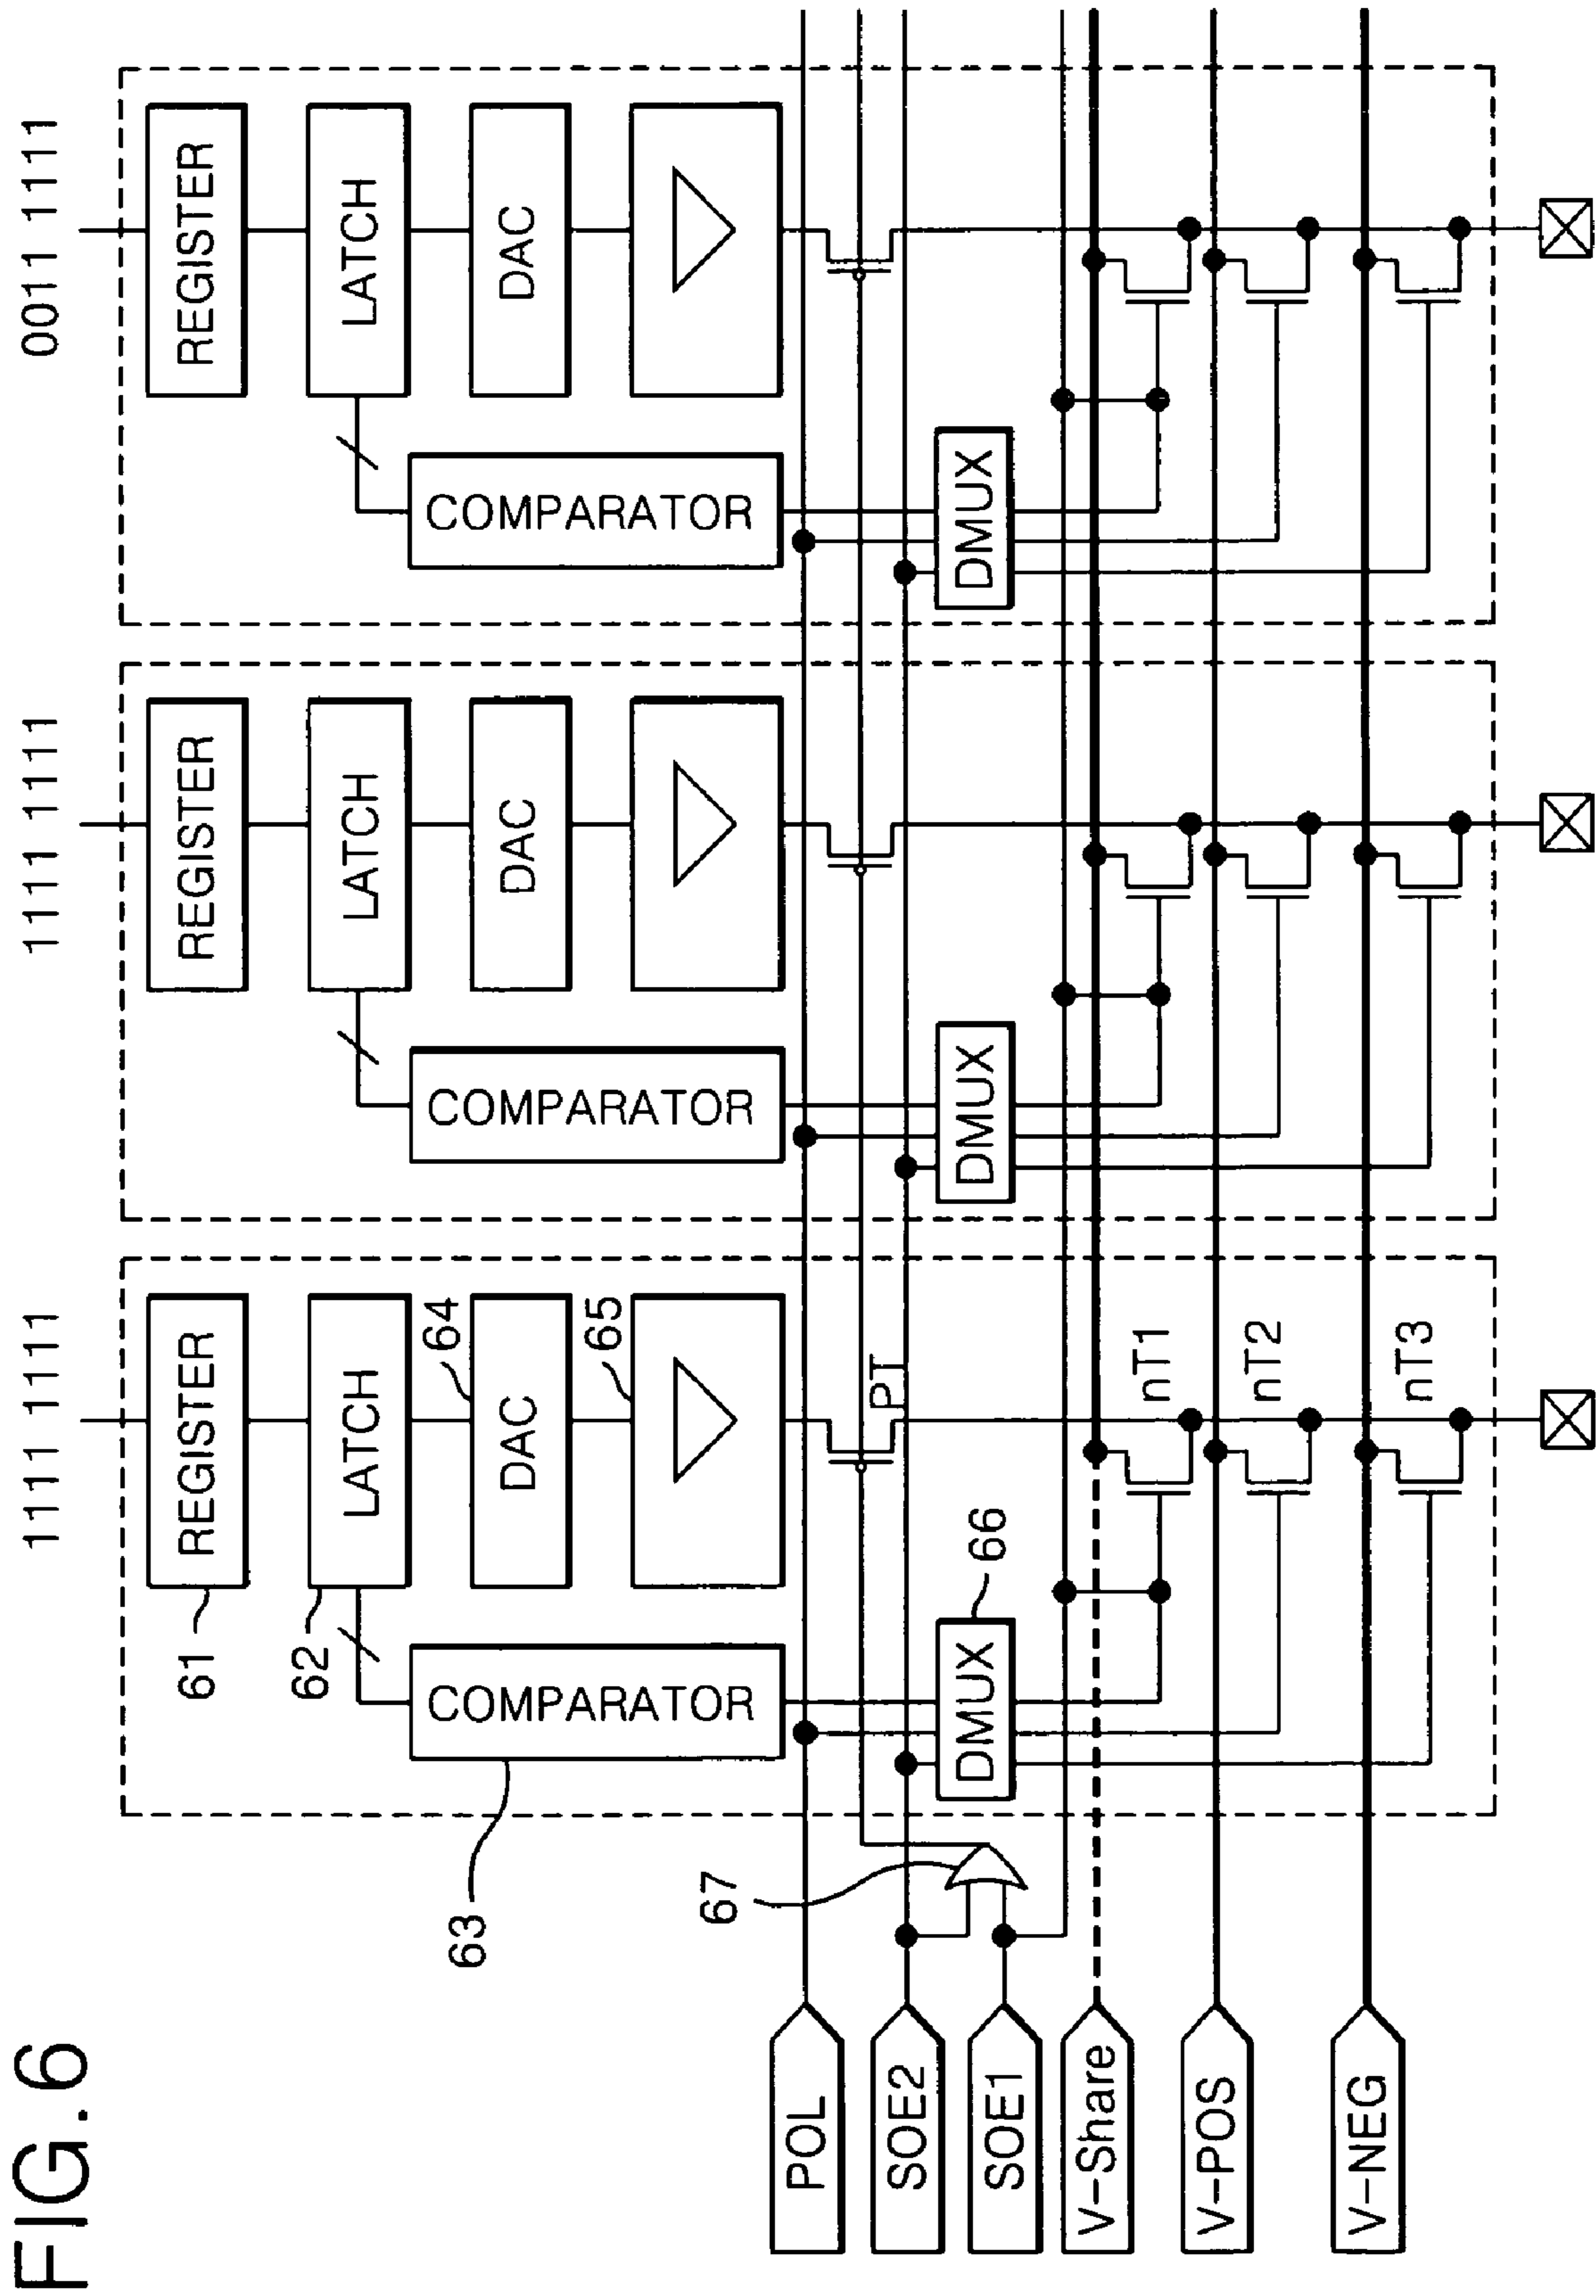 FIG.6
1111 1111
1111 1111
0011 1111
61
REGISTER
REGISTER
REGISTER
62
LATCH
LATCH
LATCH
63
COMPARATOR
COMPARATOR
COMPARATOR
64
DAC
DAC
DAC
65
POL
PT
SOE2
67
SOE1
DMUX
66
DMUX
DMUX
V-Share
nT1
V-POS
nT2
V-NEG
nT3